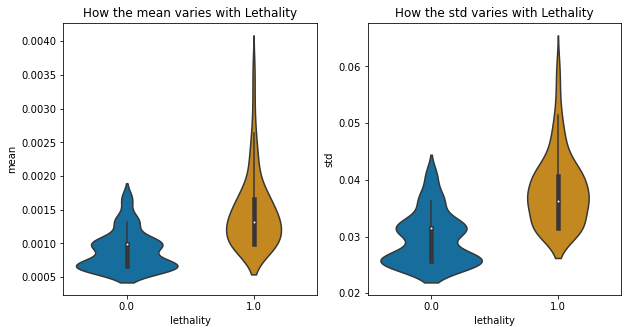 How the mean varies with Lethality
0.0040
0.0035
0.0030
0.0025
0.0020
0.0015
0.0010
0.0005
mean
0.0
1.0
lethality
How the std varies with Lethality
0.06
0.05
0.04
0.03
0.02
std
0.0
1.0
lethality